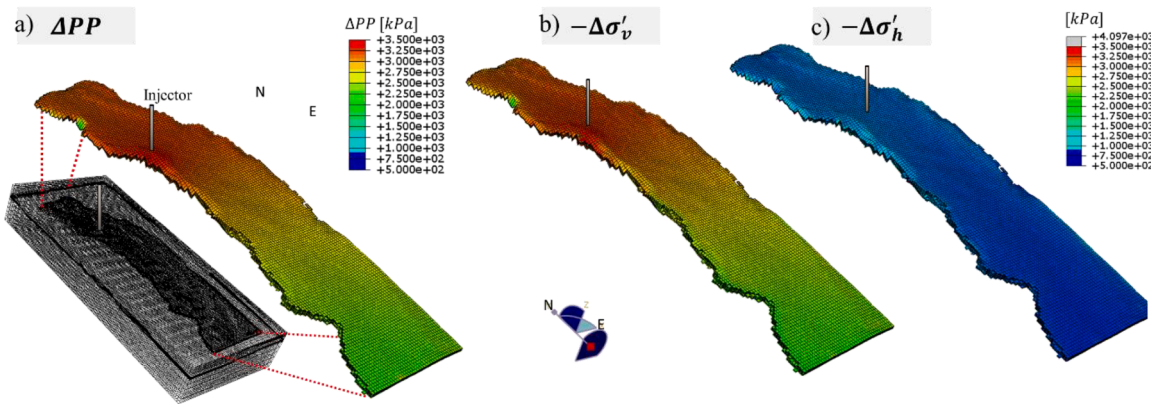 a) ΔPP
ΔPP [kPa]
+3.500e+03
+3.250e+03
+3.000e+03
+2.750e+03
+2.500e+03
+2.250e+03
+2.000e+03
+1.750e+03
+1.500e+03
+1.250e+03
+1.000e+03
+7.500e+02
+5.000e+02
Injector
N
E
b) −Δσ′v
N
z
E
c) −Δσ′h
[kPa]
+4.097e+03
+3.500e+03
+3.250e+03
+3.000e+03
+2.750e+03
+2.500e+03
+2.250e+03
+2.000e+03
+1.750e+03
+1.500e+03
+1.250e+03
+1.000e+03
+7.500e+02
+5.000e+02